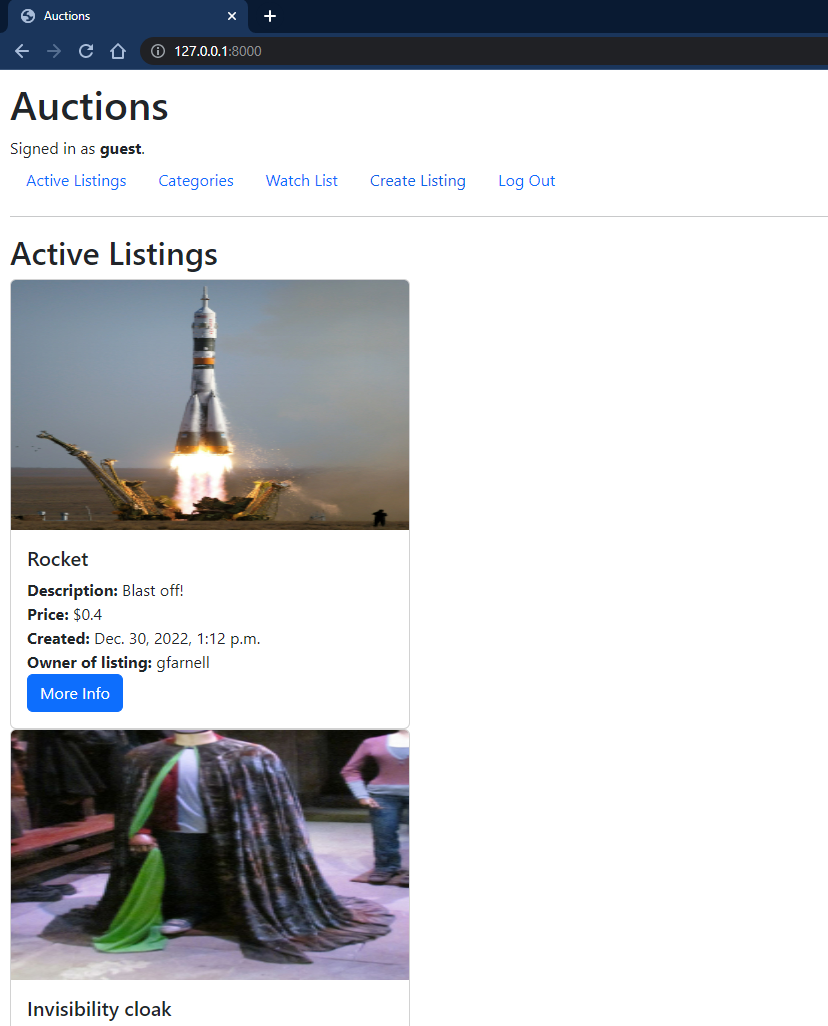 Auctions
127.0.0.1:8000
Auctions
Signed in as guest.
Active Listings Categories Watch List Create Listing Log Out
Active Listings
Rocket
Description: Blast off!
Price: $0.4
Created: Dec. 30, 2022, 1:12 p.m.
Owner of listing: gfarnell
More Info
Invisibility cloak